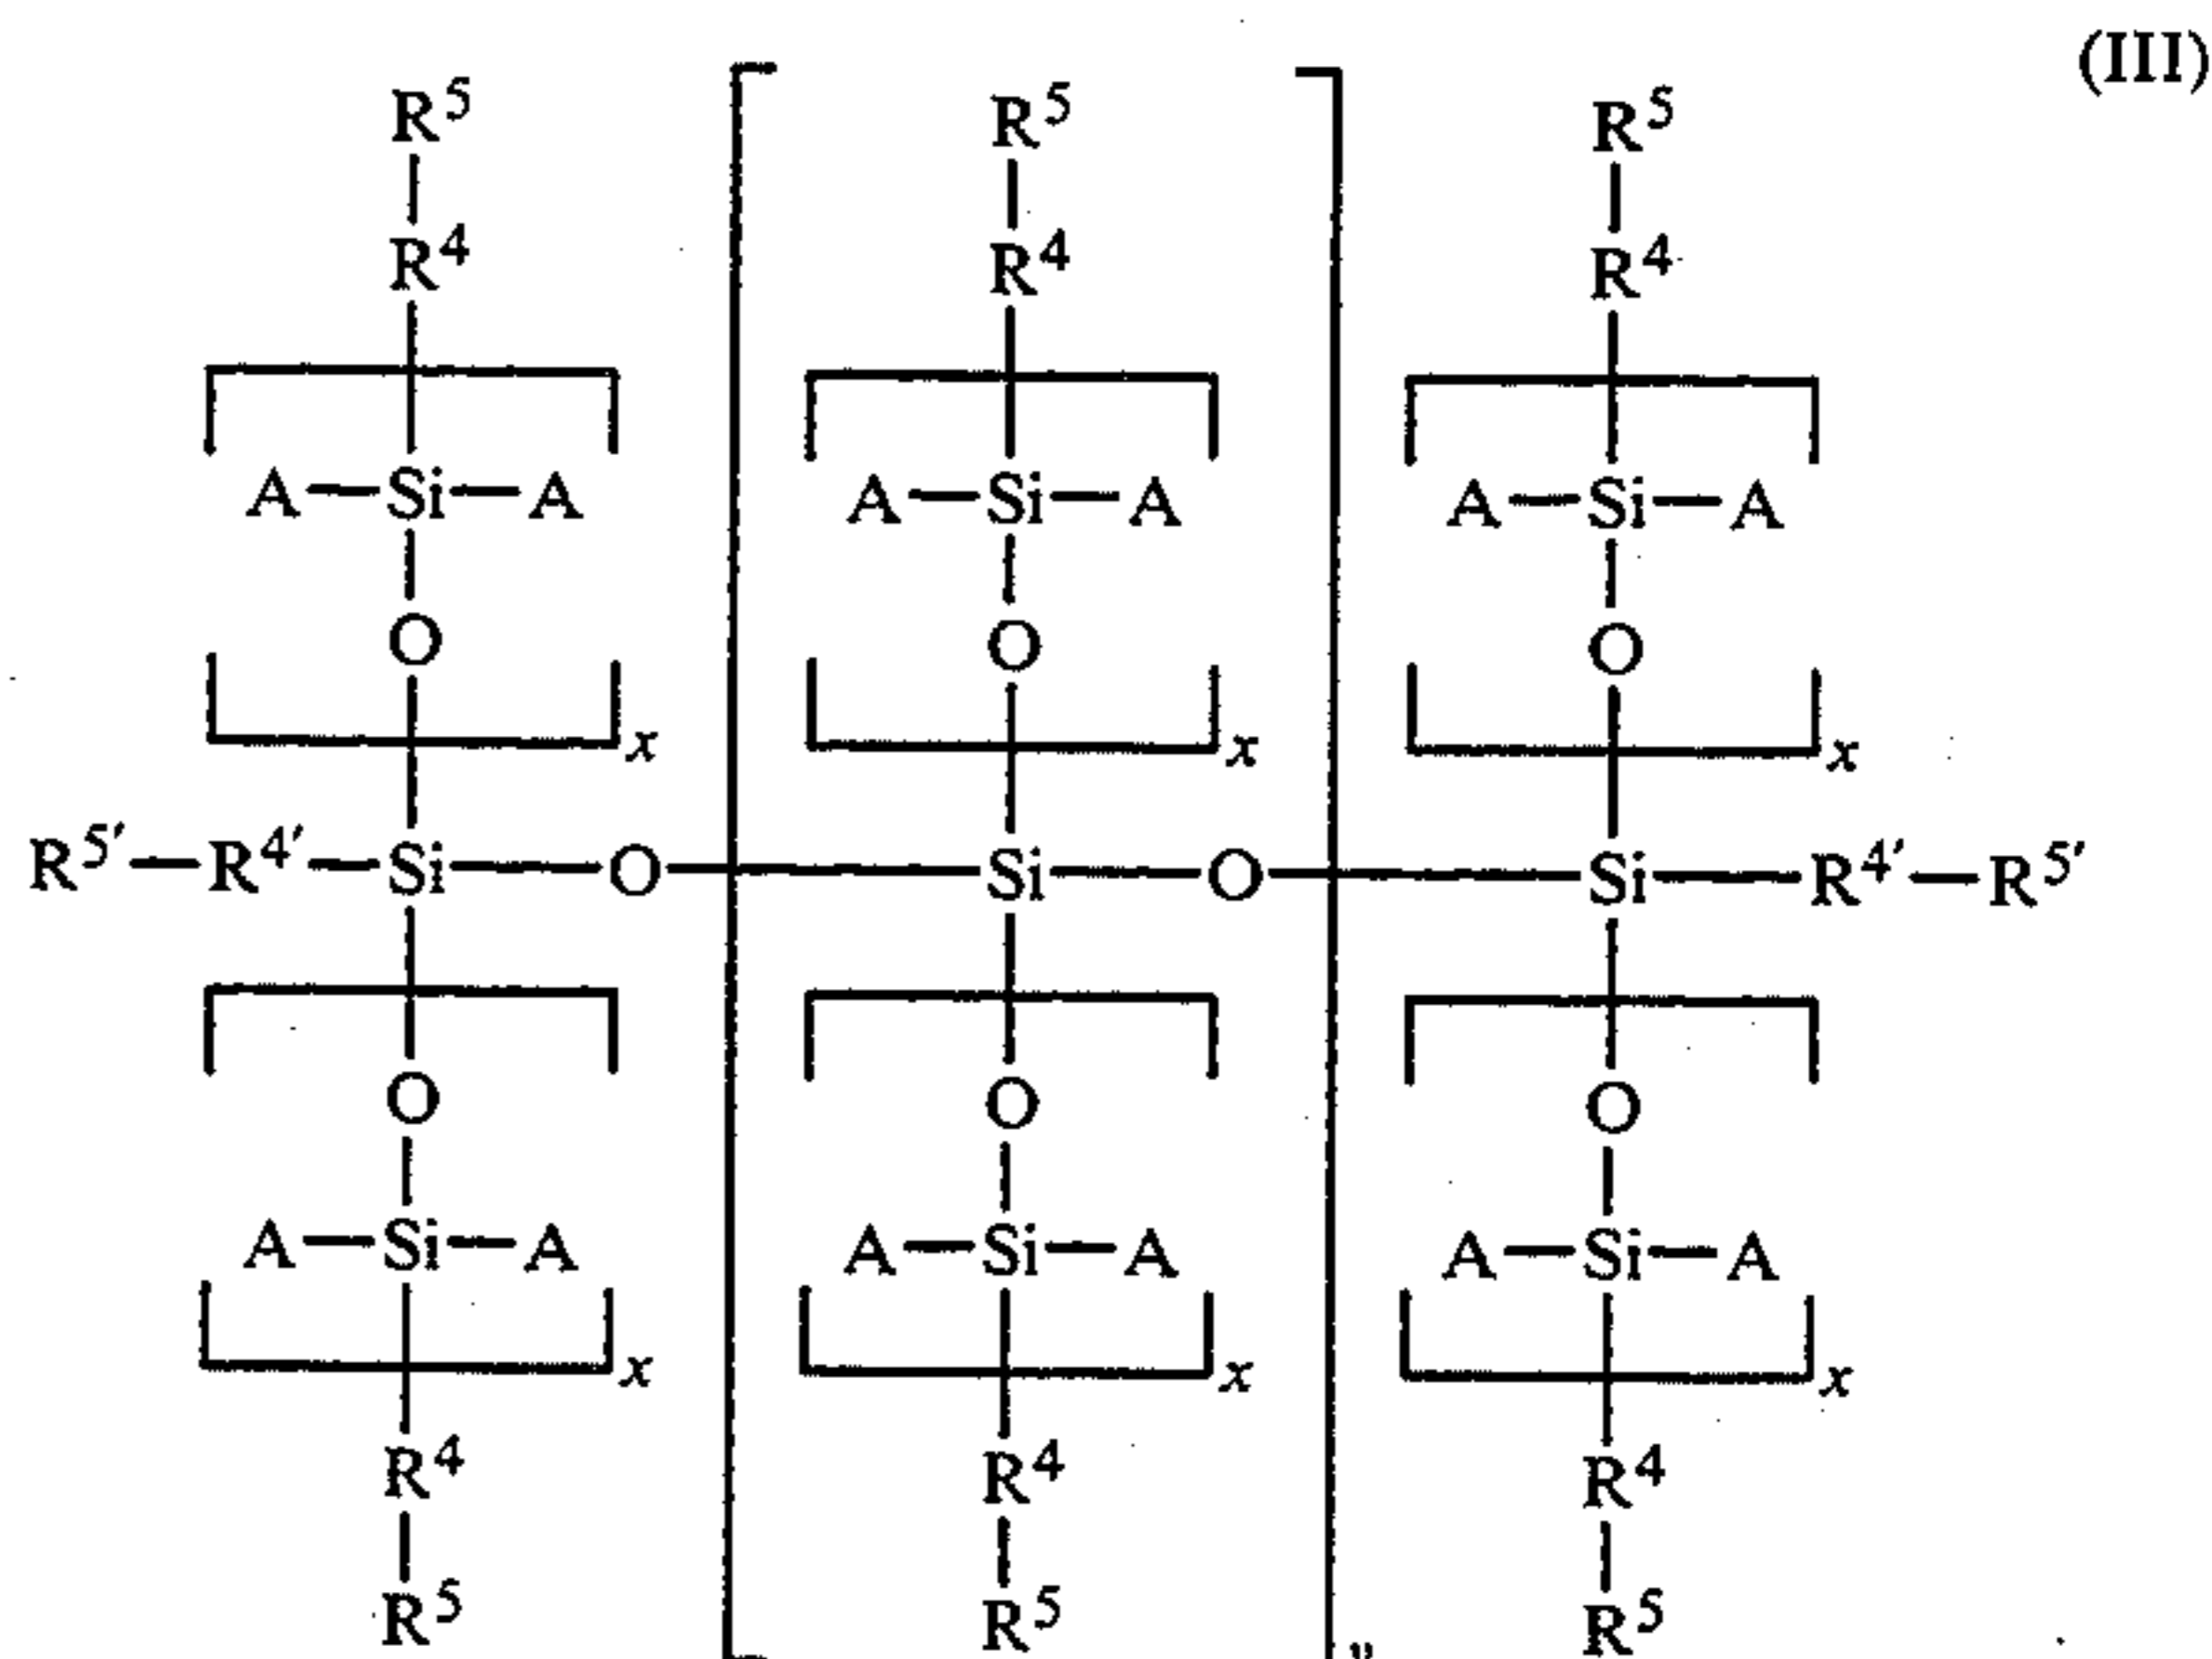 (III)
R⁵ R⁵ R⁵
R⁴ R⁴ R⁴
A—Si—A A—Si—A A—Si—A
O O O
x x x
R⁵′—R⁴′—Si—O—Si—O—Si—R⁴′—R⁵′
O O O
A—Si—A A—Si—A A—Si—A
x x x
R⁴ R⁴ R⁴
R⁵ R⁵ R⁵